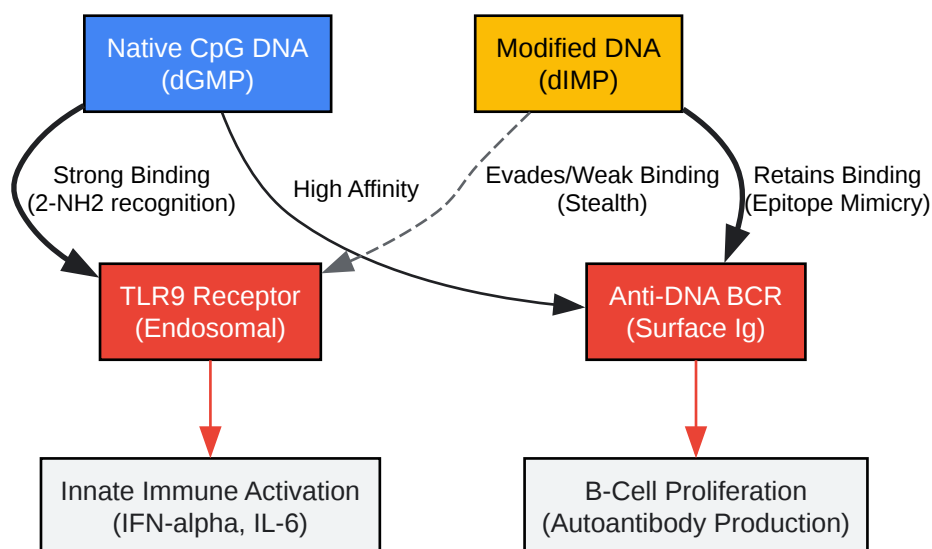 Native CpG DNA
(dGMP)
Modified DNA
(dIMP)
Strong Binding
(2-NH2 recognition)
High Affinity
Evades/Weak Binding
(Stealth)
Retains Binding
(Epitope Mimicry)
TLR9 Receptor
(Endosomal)
Anti-DNA BCR
(Surface Ig)
Innate Immune Activation
(IFN-alpha, IL-6)
B-Cell Proliferation
(Autoantibody Production)